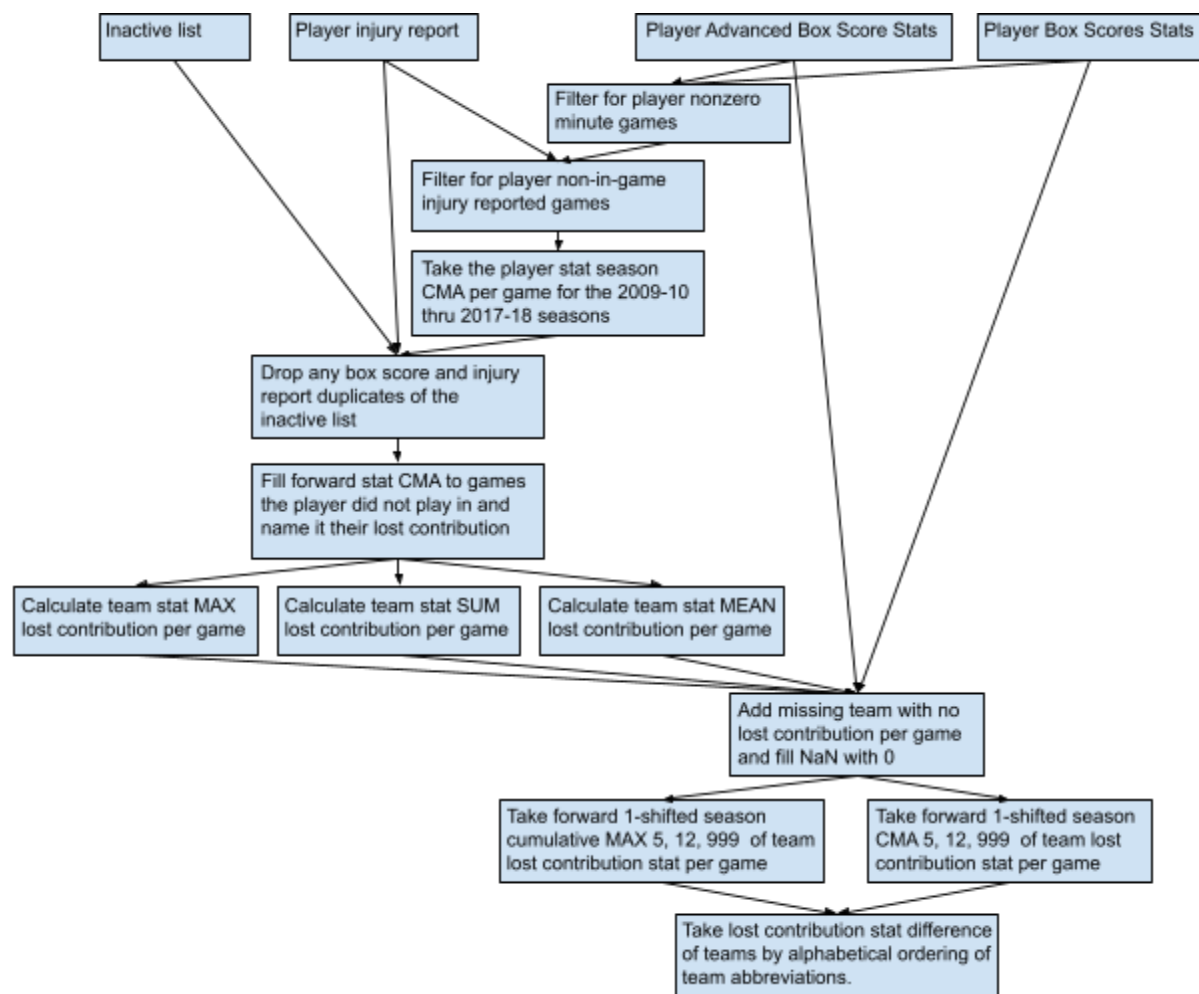 Inactive list
Player injury report
Player Advanced Box Score Stats
Player Box Scores Stats
Filter for player nonzero
minute games
Filter for player non-in-game
injury reported games
Take the player stat season
CMA per game for the 2009-10
thru 2017-18 seasons
Drop any box score and injury
report duplicates of the
inactive list
Fill forward stat CMA to games
the player did not play in and
name it their lost contribution
Calculate team stat MAX
lost contribution per game
Calculate team stat SUM
lost contribution per game
Calculate team stat MEAN
lost contribution per game
Add missing team with no
lost contribution per game
and fill NaN with 0
Take forward 1-shifted season
cumulative MAX 5, 12, 999 of team
lost contribution stat per game
Take forward 1-shifted season
CMA 5, 12, 999 of team lost
contribution stat per game
Take lost contribution stat difference
of teams by alphabetical ordering of
team abbreviations.